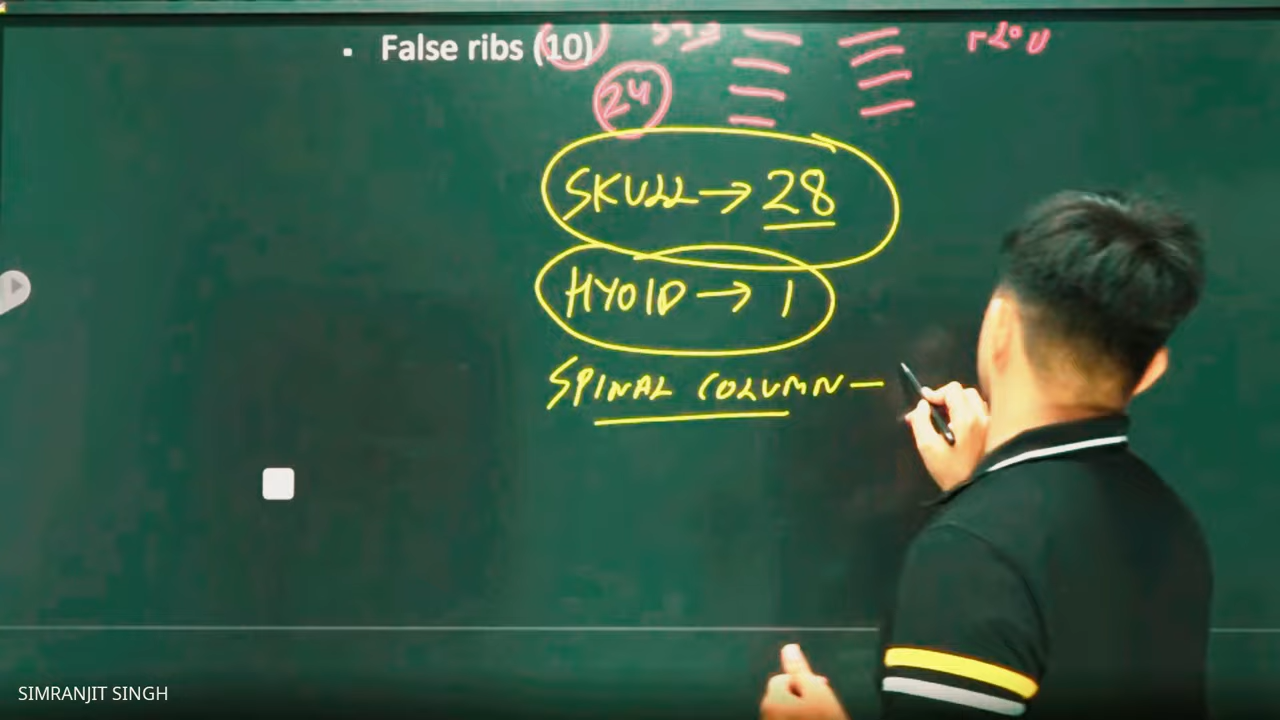 ▪ False ribs (10)
24
SKULL → 28
HYOID → 1
SPINAL COLUMN —
SIMRANJIT SINGH